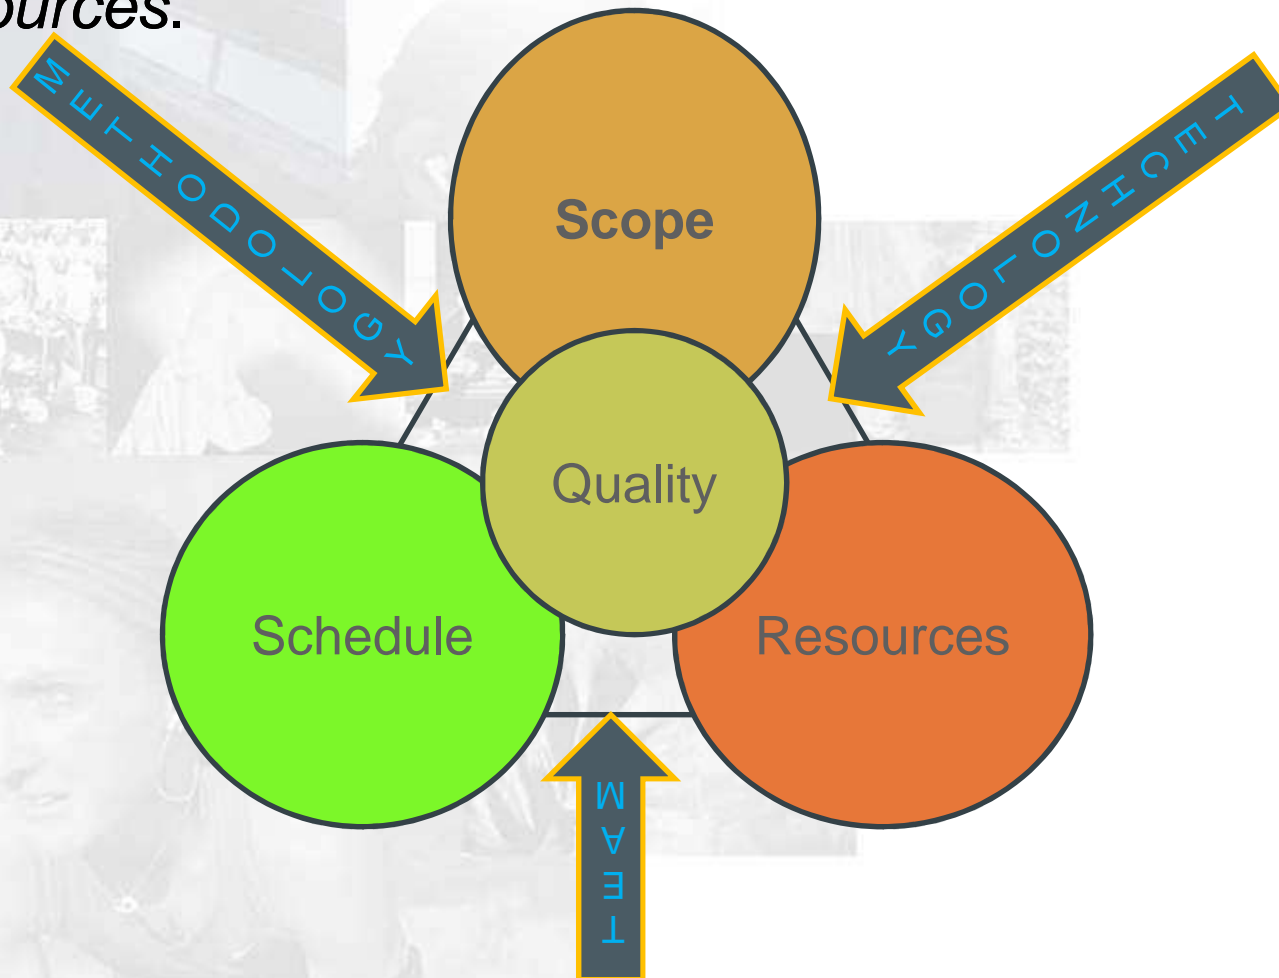 ources.
METHODOLOGY
TECHNOLOGY
Scope
Quality
Schedule
Resources
TEAM